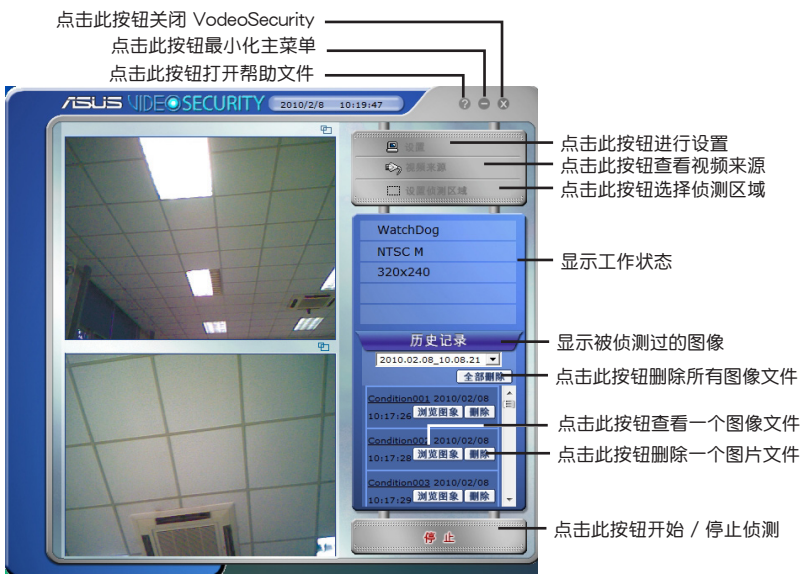 点击此按钮关闭 VodeoSecurity
点击此按钮最小化主菜单
点击此按钮打开帮助文件
ASUS VIDEO SECURITY 2010/2/8 10:19:47
设置
点击此按钮进行设置
视频来源
点击此按钮查看视频来源
设置侦测区域
点击此按钮选择侦测区域
WatchDog
NTSC M
320x240
显示工作状态
历史记录
显示被侦测过的图像
2010.02.08_10.08.21
全部删除
点击此按钮删除所有图像文件
Condition001 2010/02/08
10:17:26 浏览图象 删除
点击此按钮查看一个图像文件
Condition002 2010/02/08
10:17:28 浏览图象 删除
点击此按钮删除一个图片文件
Condition003 2010/02/08
10:17:29 浏览图象 删除
停止
点击此按钮开始 / 停止侦测